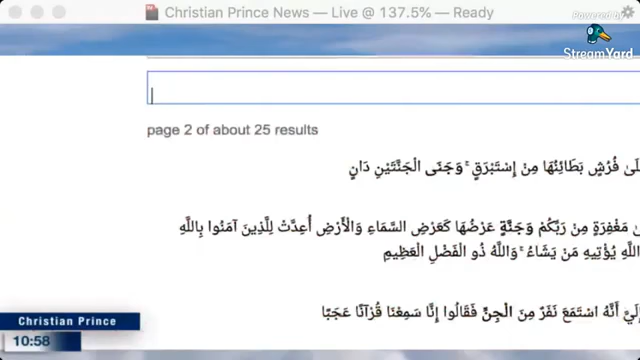 Christian Prince News — Live @ 137.5% — Ready
Powered by
StreamYard
page 2 of about 25 results
فُرُشٍ بَطَائِنُهَا مِنْ إِسْتَبْرَقٍ ۚ وَجَنَى الْجَنَّتَيْنِ دَانٍ
مَغْفِرَةٍ مِنْ رَبِّكُمْ وَجَنَّةٍ عَرْضُهَا كَعَرْضِ السَّمَاءِ وَالْأَرْضِ أُعِدَّتْ لِلَّذِينَ آمَنُوا بِاللَّهِ
يُؤْتِيهِ مَنْ يَشَاءُ ۚ وَاللَّهُ ذُو الْفَضْلِ الْعَظِيمِ
أَنَّهُ اسْتَمَعَ نَفَرٌ مِنَ الْجِنِّ فَقَالُوا إِنَّا سَمِعْنَا قُرْآنًا عَجَبًا
Christian Prince
10:58